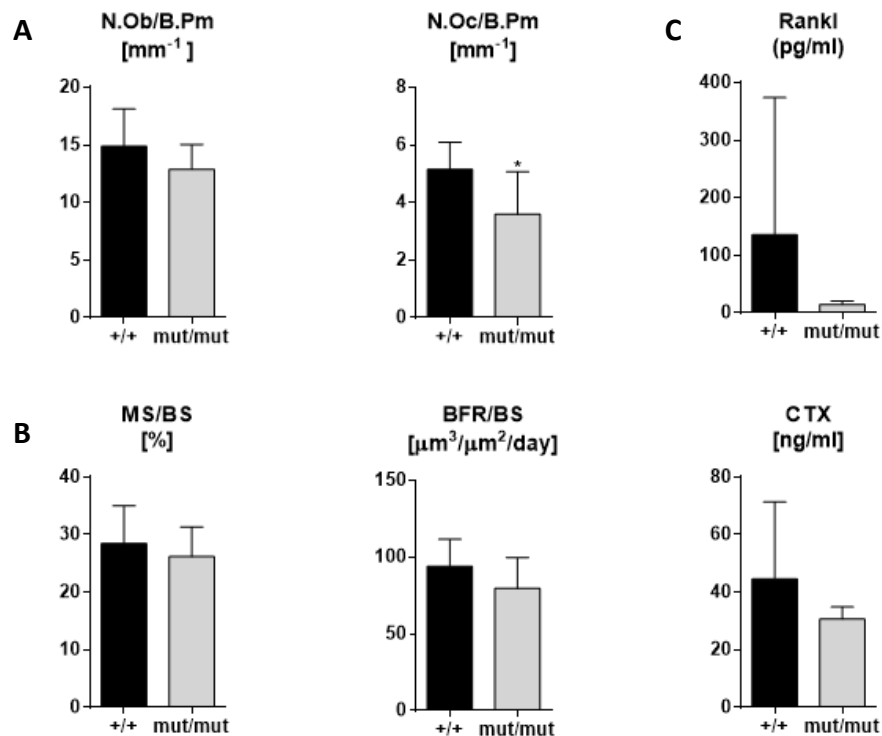 A
N.Ob/B.Pm
[mm⁻¹ ]
20
15
10
5
0
+/+ mut/mut
N.Oc/B.Pm
[mm⁻¹]
8
6
4
2
0
*
+/+ mut/mut
C
Rankl
(pg/ml)
400
300
200
100
0
+/+ mut/mut
B
MS/BS
[%]
40
30
20
10
0
+/+ mut/mut
BFR/BS
[μm³/μm²/day]
150
100
50
0
+/+ mut/mut
CTX
[ng/ml]
80
60
40
20
0
+/+ mut/mut